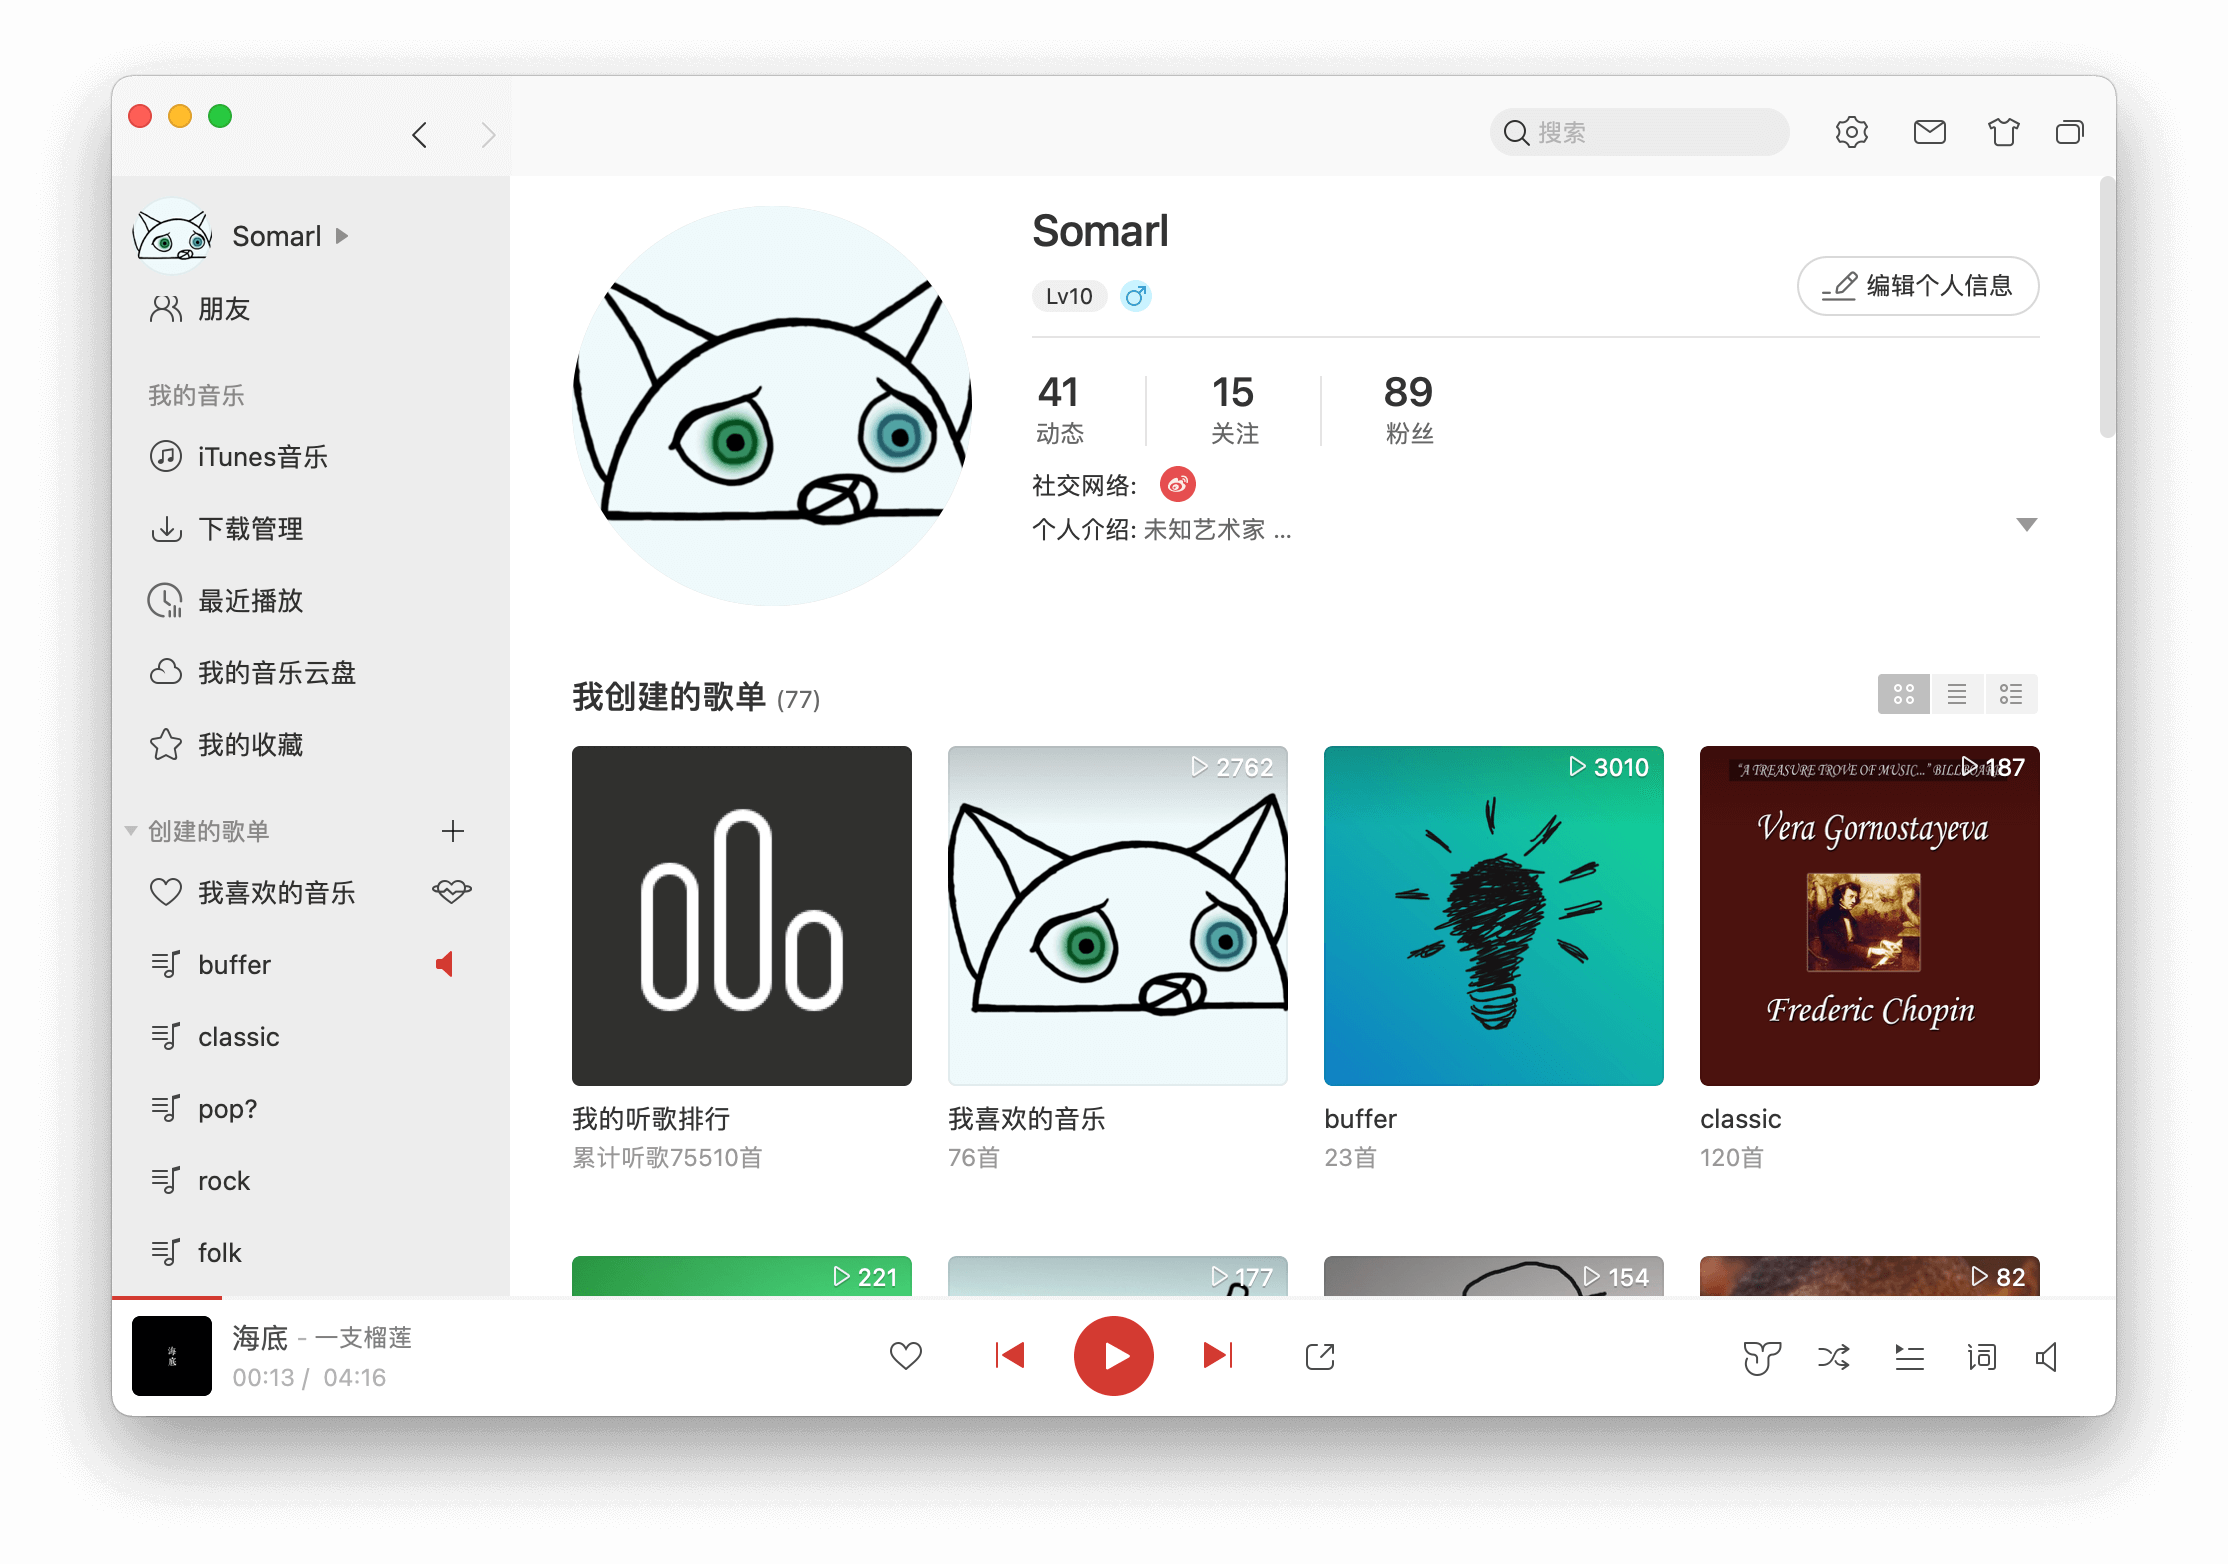 搜索
Somarl
朋友
我的音乐
iTunes音乐
下载管理
最近播放
我的音乐云盘
我的收藏
创建的歌单
我喜欢的音乐
buffer
classic
pop?
rock
folk
Somarl
Lv10
编辑个人信息
41
动态
15
关注
89
粉丝
社交网络:
个人介绍: 未知艺术家 ...
我创建的歌单 (77)
我的听歌排行
累计听歌75510首
2762
我喜欢的音乐
76首
3010
buffer
23首
"A TREASURE TROVE OF MUSIC..." BILLBOARD
187
Vera Gornostayeva
Frederic Chopin
classic
120首
221
177
154
82
海底
海底 - 一支榴莲
00:13 / 04:16
词